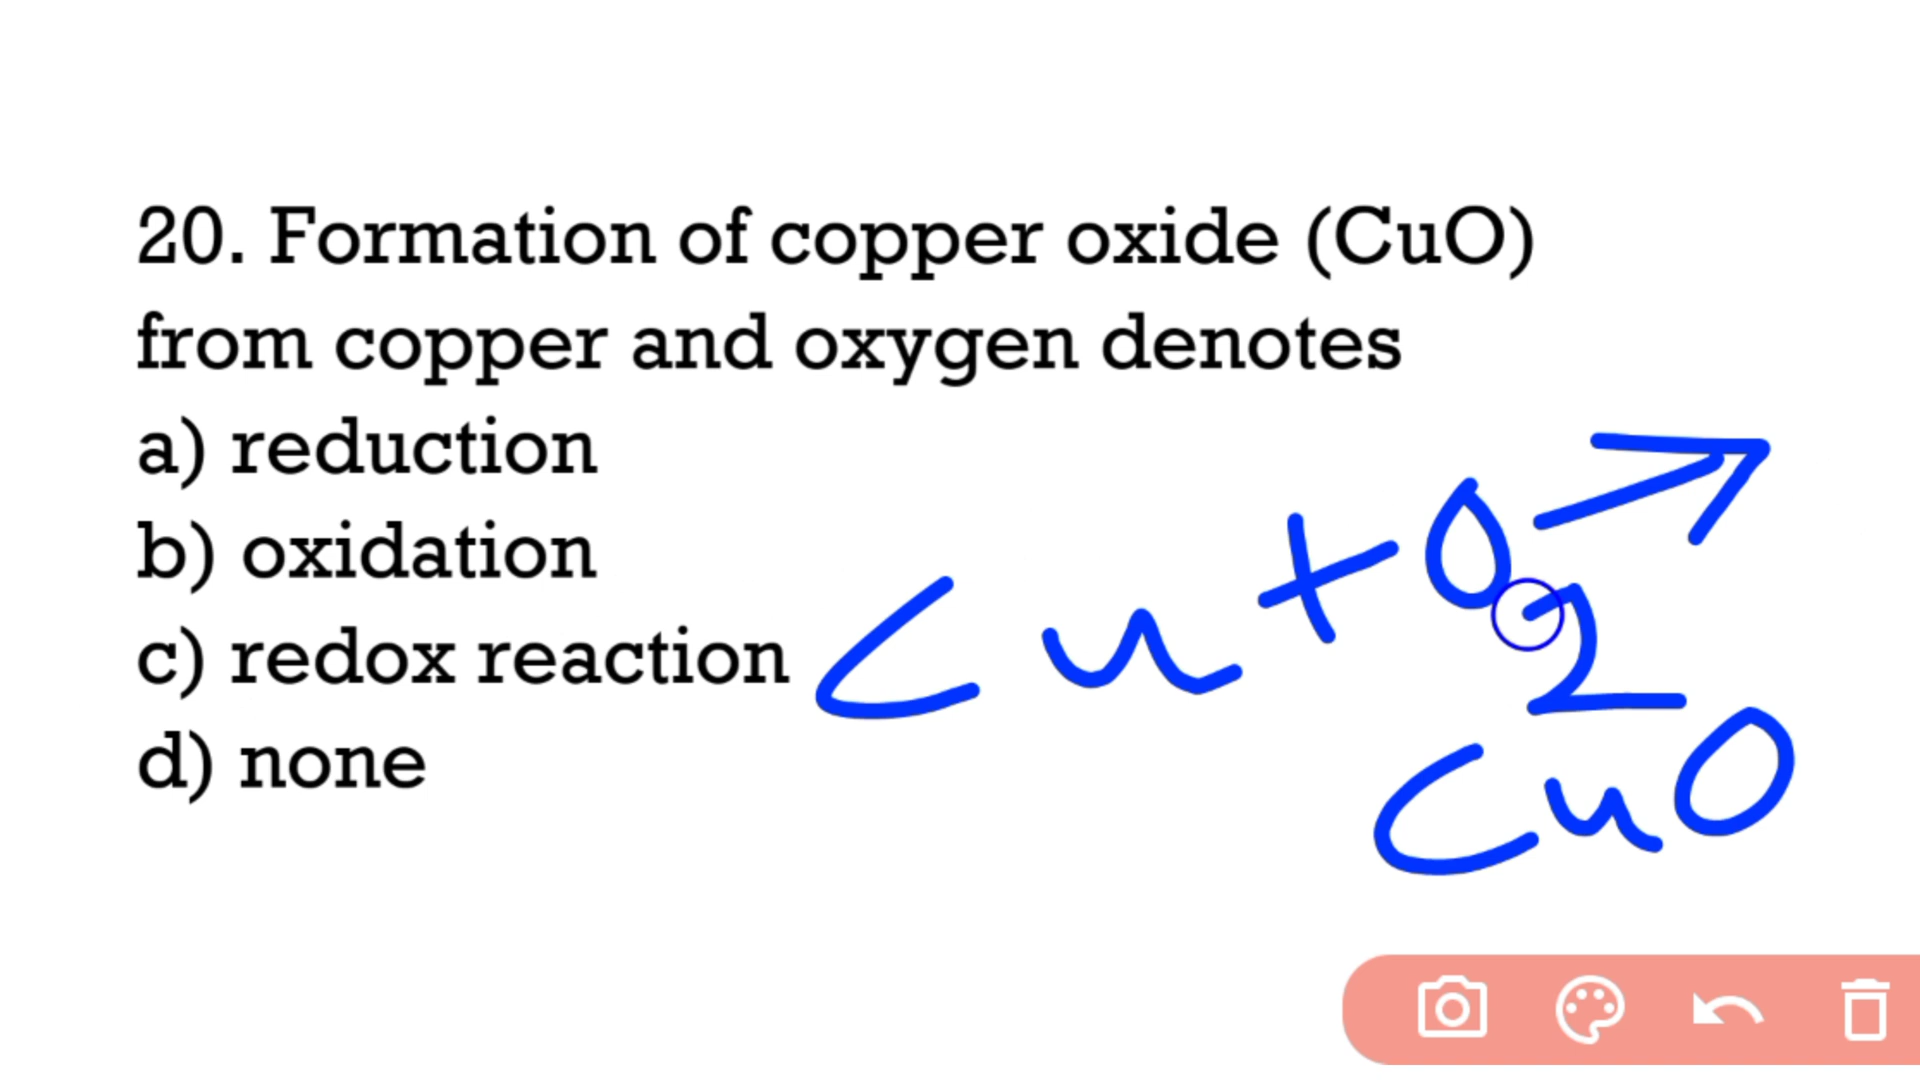 20. Formation of copper oxide (CuO)
from copper and oxygen denotes
a) reduction
b) oxidation
c) redox reaction
d) none
Cu + O2 →
CuO